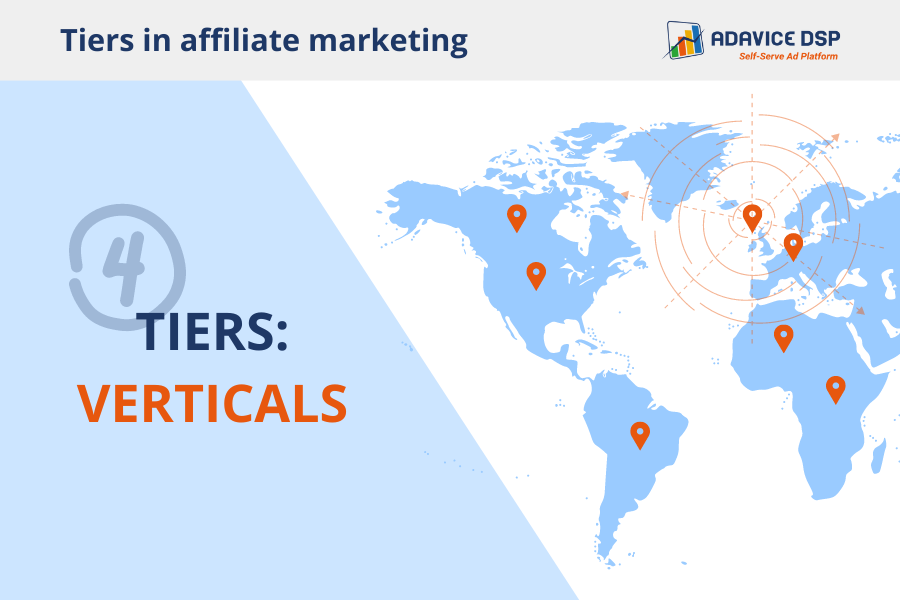 Tiers in affiliate marketing
ADAVICE DSP
Self-Serve Ad Platform
4
TIERS:
VERTICALS